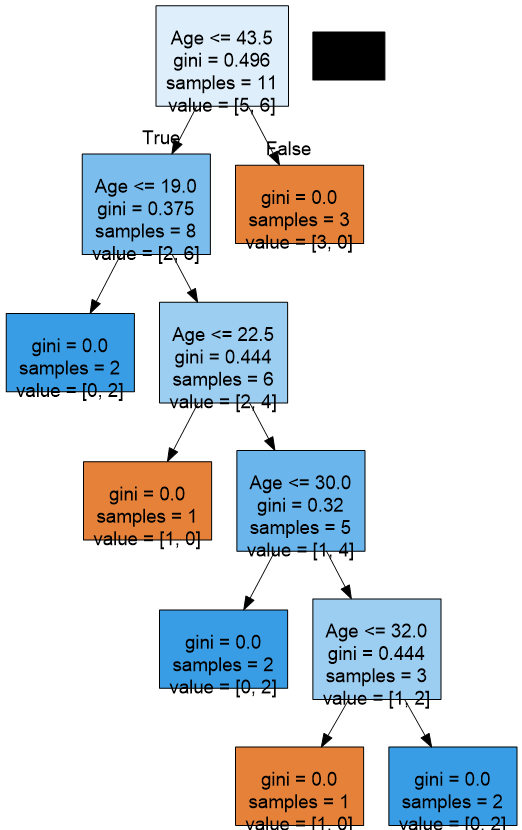 Age <= 43.5
gini = 0.496
samples = 11
value = [5, 6]
True
False
Age <= 19.0
gini = 0.375
samples = 8
value = [2, 6]
gini = 0.0
samples = 3
value = [3, 0]
gini = 0.0
samples = 2
value = [0, 2]
Age <= 22.5
gini = 0.444
samples = 6
value = [2, 4]
gini = 0.0
samples = 1
value = [1, 0]
Age <= 30.0
gini = 0.32
samples = 5
value = [1, 4]
gini = 0.0
samples = 2
value = [0, 2]
Age <= 32.0
gini = 0.444
samples = 3
value = [1, 2]
gini = 0.0
samples = 1
value = [1, 0]
gini = 0.0
samples = 2
value = [0, 2]